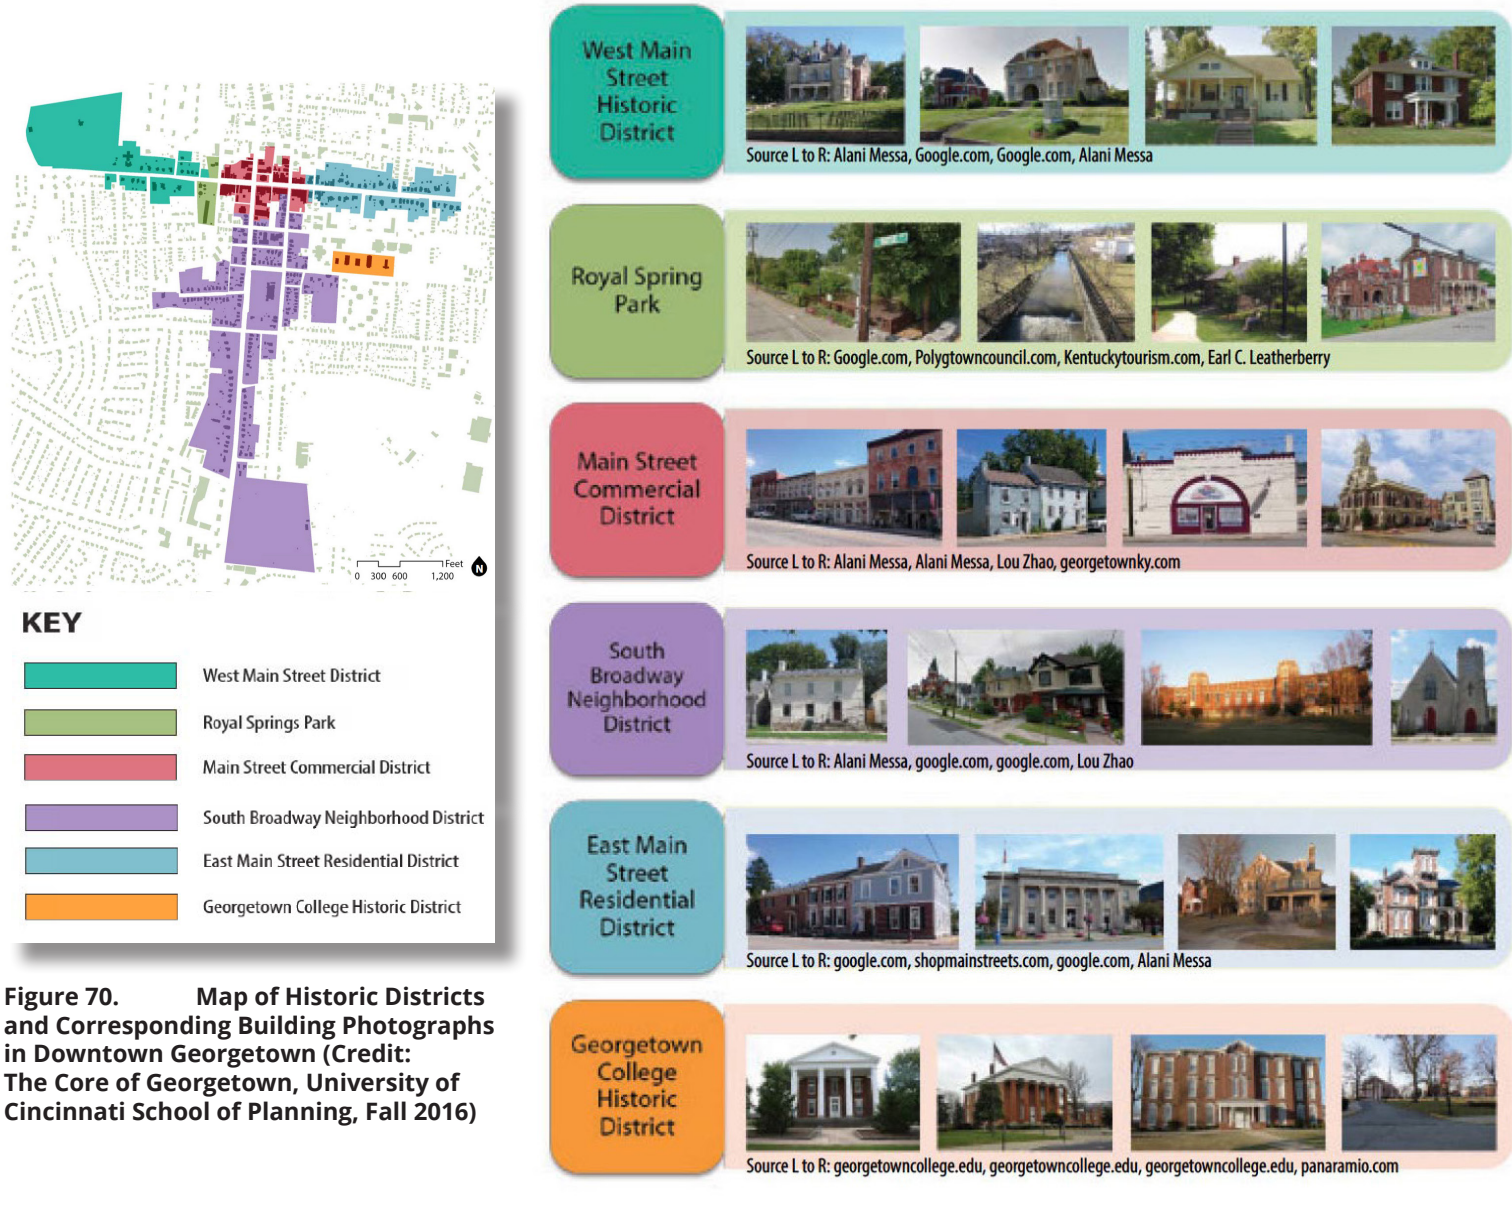 Feet
0 300 600 1,200
N
KEY
West Main Street District
Royal Springs Park
Main Street Commercial District
South Broadway Neighborhood District
East Main Street Residential District
Georgetown College Historic District
Figure 70. Map of Historic Districts
and Corresponding Building Photographs
in Downtown Georgetown (Credit:
The Core of Georgetown, University of
Cincinnati School of Planning, Fall 2016)
West Main
Street
Historic
District
Source L to R: Alani Messa, Google.com, Google.com, Alani Messa
Royal Spring
Park
Source L to R: Google.com, Polygtowncouncil.com, Kentuckytourism.com, Earl C. Leatherberry
Main Street
Commercial
District
Source L to R: Alani Messa, Alani Messa, Lou Zhao, georgetownky.com
South
Broadway
Neighborhood
District
Source L to R: Alani Messa, google.com, google.com, Lou Zhao
East Main
Street
Residential
District
Source L to R: google.com, shopmainstreets.com, google.com, Alani Messa
Georgetown
College
Historic
District
Source L to R: georgetowncollege.edu, georgetowncollege.edu, georgetowncollege.edu, panaramio.com